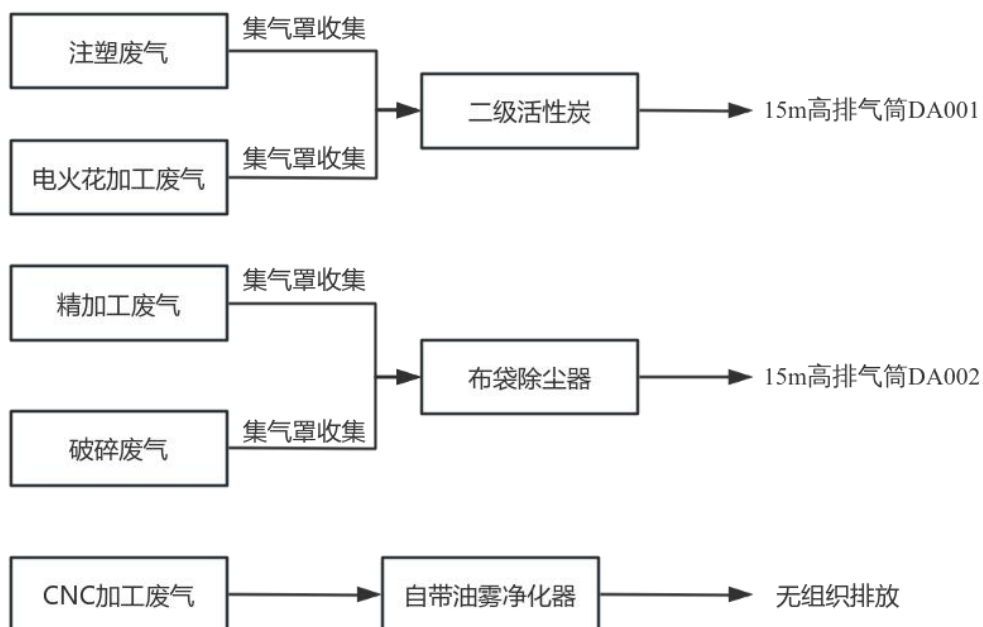 注塑废气
集气罩收集
二级活性炭
15m高排气筒DA001
电火花加工废气
集气罩收集
精加工废气
集气罩收集
布袋除尘器
15m高排气筒DA002
破碎废气
集气罩收集
CNC加工废气
自带油雾净化器
无组织排放